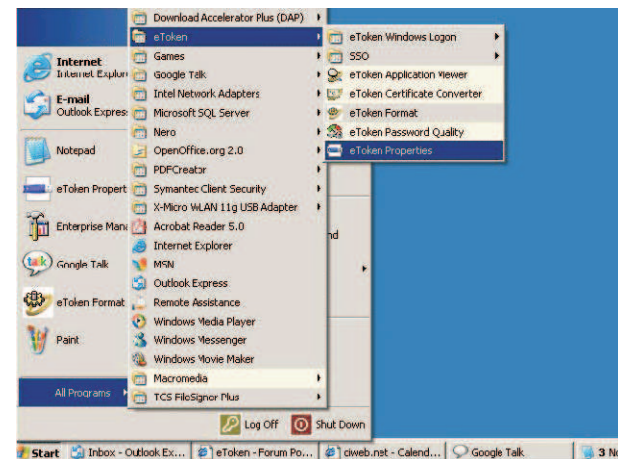 Download Accelerator Plus (DAP)
eToken
Games
Google Talk
Intel Network Adapters
Microsoft SQL Server
Nero
OpenOffice.org 2.0
PDFCreator
Symantec Client Security
X-Micro WLAN 11g USB Adapter
Acrobat Reader 5.0
Internet Explorer
MSN
Outlook Express
Remote Assistance
Windows Media Player
Windows Messenger
Windows Movie Maker
Macromedia
TCS FileSignor Plus
eToken Windows Logon
SSO
eToken Application Viewer
eToken Certificate Converter
eToken Format
eToken Password Quality
eToken Properties
Internet
Internet Explor
E-mail
Outlook Expres
Notepad
eToken Propert
Enterprise Mana
Google Talk
talk
eToken Format
Paint
All Programs
nd
Log Off
Shut Down
Start
Inbox - Outlook Ex...
eToken - Forum Po...
ciweb.net - Calend...
Google Talk
3 No